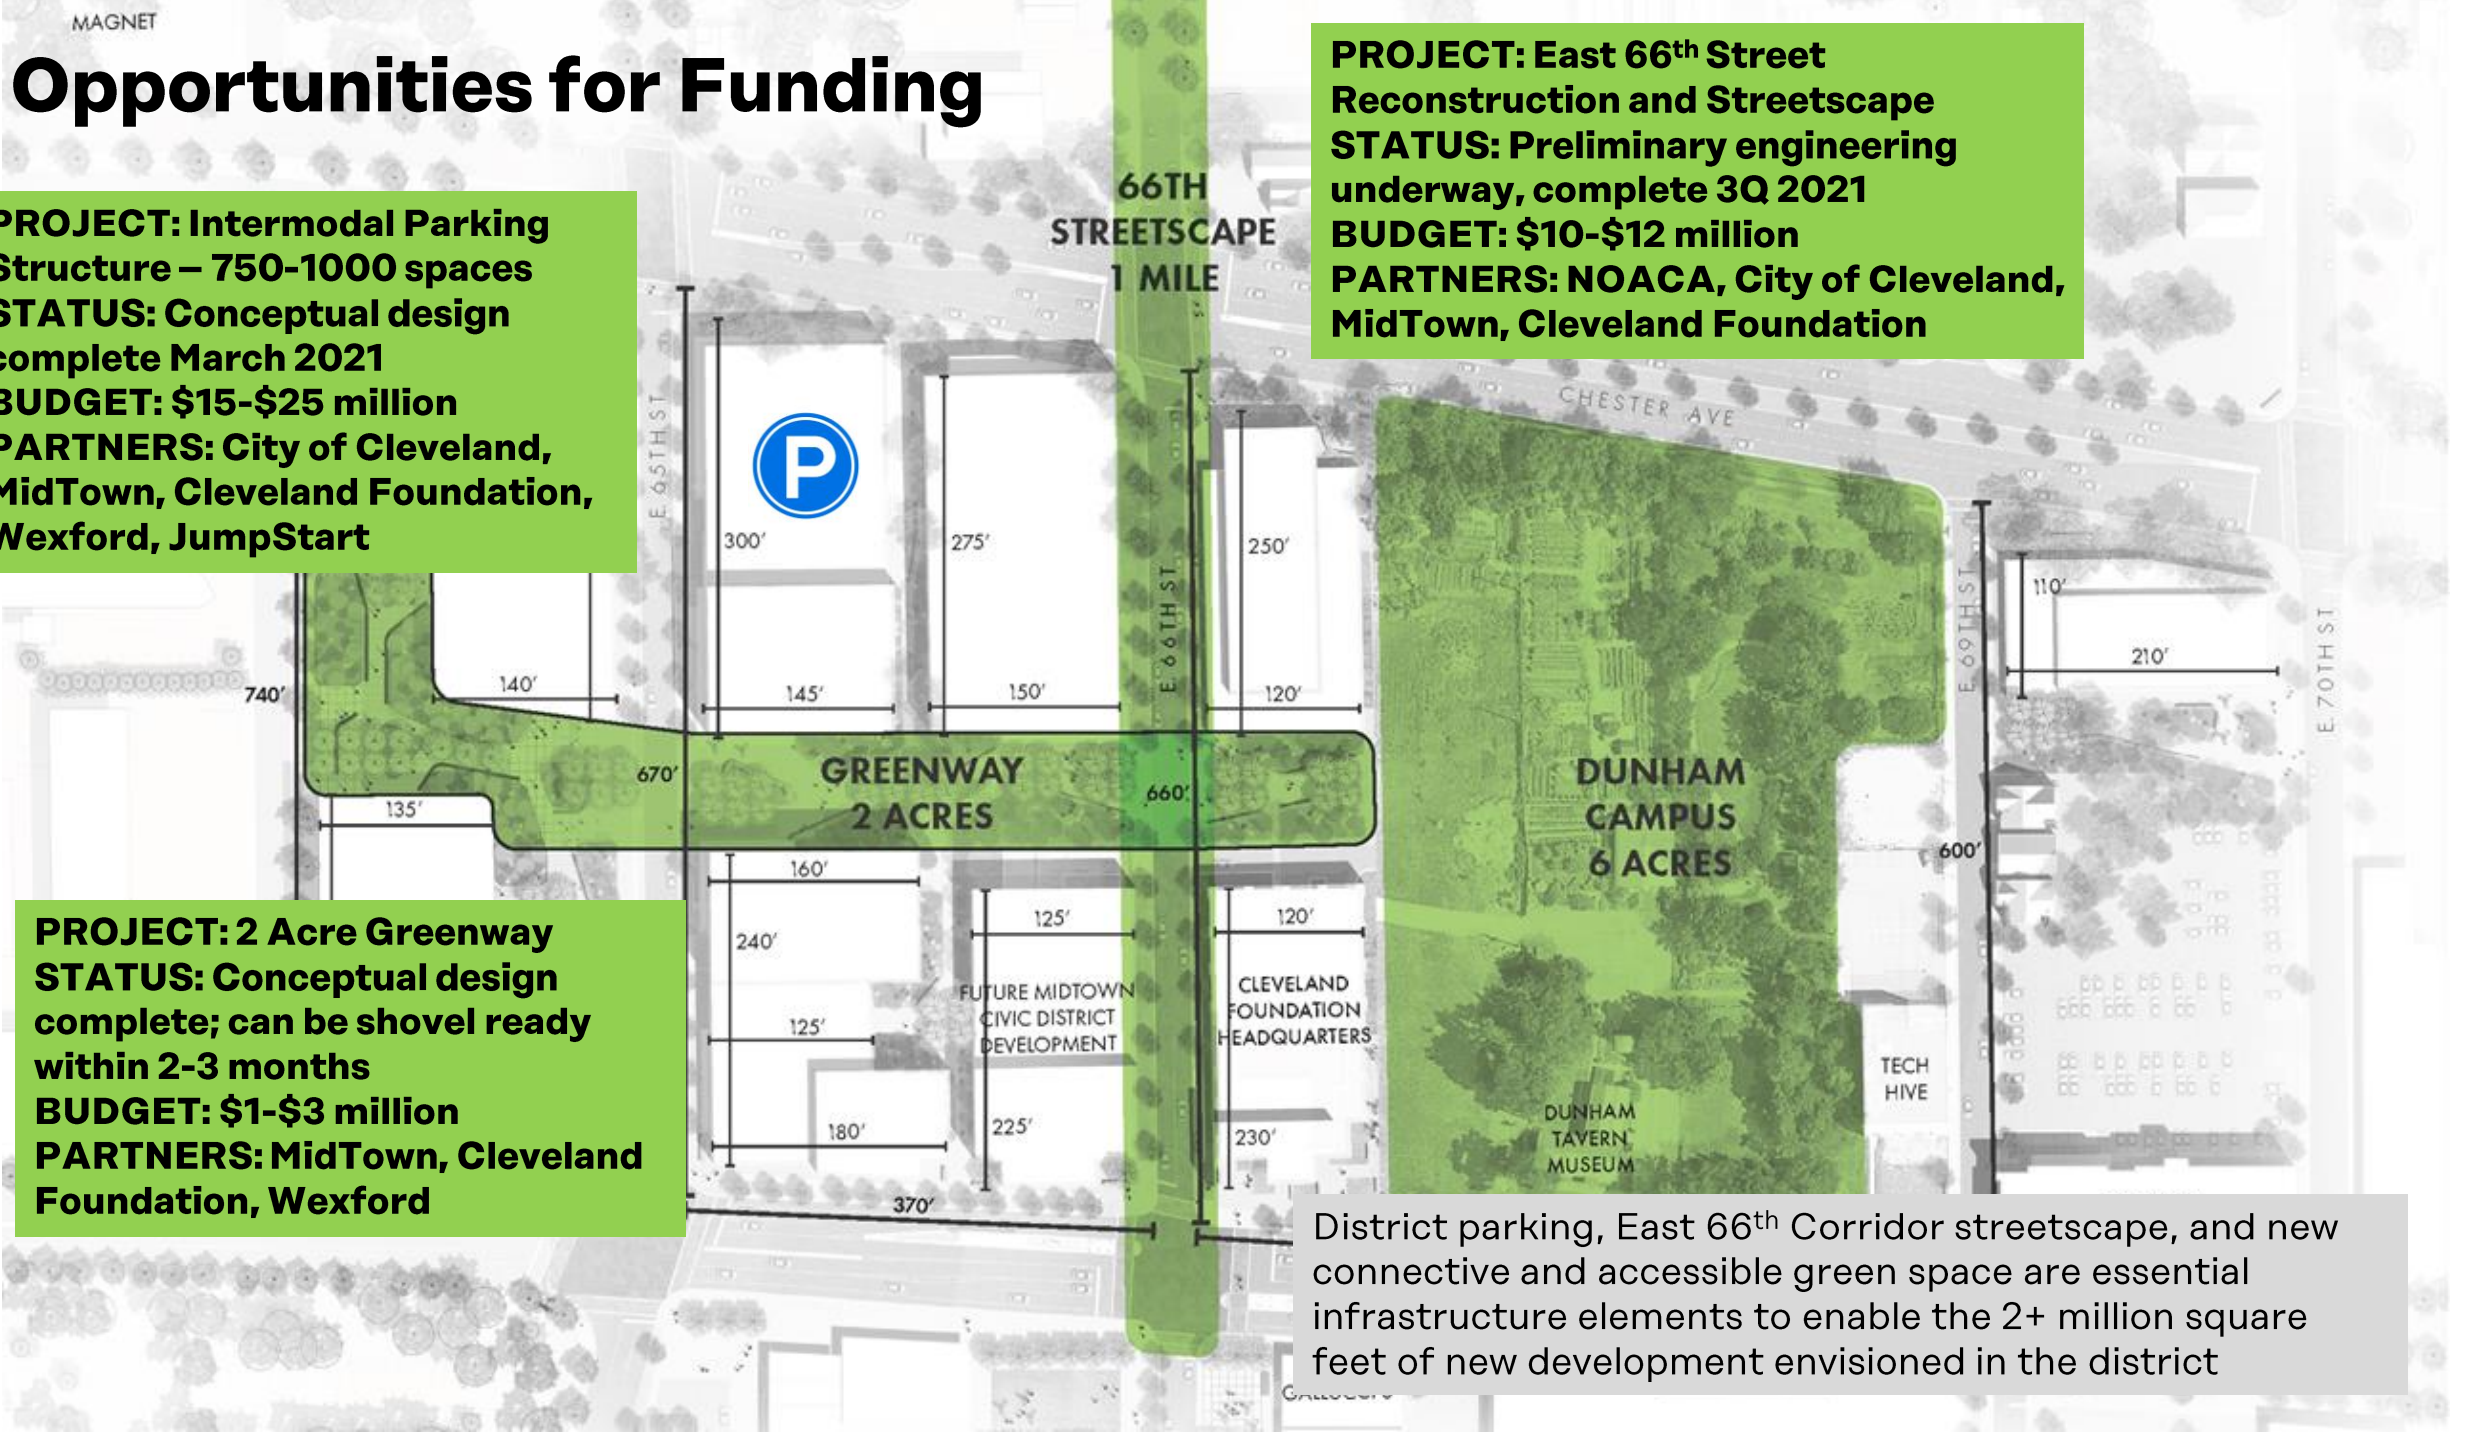 MAGNET
Opportunities for Funding
PROJECT: East 66th Street
Reconstruction and Streetscape
STATUS: Preliminary engineering
underway, complete 3Q 2021
BUDGET: $10-$12 million
PARTNERS: NOACA, City of Cleveland,
MidTown, Cleveland Foundation
PROJECT: Intermodal Parking
Structure – 750-1000 spaces
STATUS: Conceptual design
complete March 2021
BUDGET: $15-$25 million
PARTNERS: City of Cleveland,
MidTown, Cleveland Foundation,
Wexford, JumpStart
66TH
STREETSCAPE
1 MILE
CHESTER AVE
E 65TH ST
P
300'
275'
250'
E 66TH ST
E 69TH ST
110'
210'
E 70TH ST
740'
140'
145'
150'
120'
670'
GREENWAY
2 ACRES
660'
DUNHAM
CAMPUS
6 ACRES
135'
600'
160'
240'
125'
120'
FUTURE MIDTOWN
CIVIC DISTRICT
DEVELOPMENT
CLEVELAND
FOUNDATION
HEADQUARTERS
125'
180'
225'
230'
TECH
HIVE
DUNHAM
TAVERN
MUSEUM
370'
PROJECT: 2 Acre Greenway
STATUS: Conceptual design
complete; can be shovel ready
within 2-3 months
BUDGET: $1-$3 million
PARTNERS: MidTown, Cleveland
Foundation, Wexford
District parking, East 66th Corridor streetscape, and new
connective and accessible green space are essential
infrastructure elements to enable the 2+ million square
feet of new development envisioned in the district